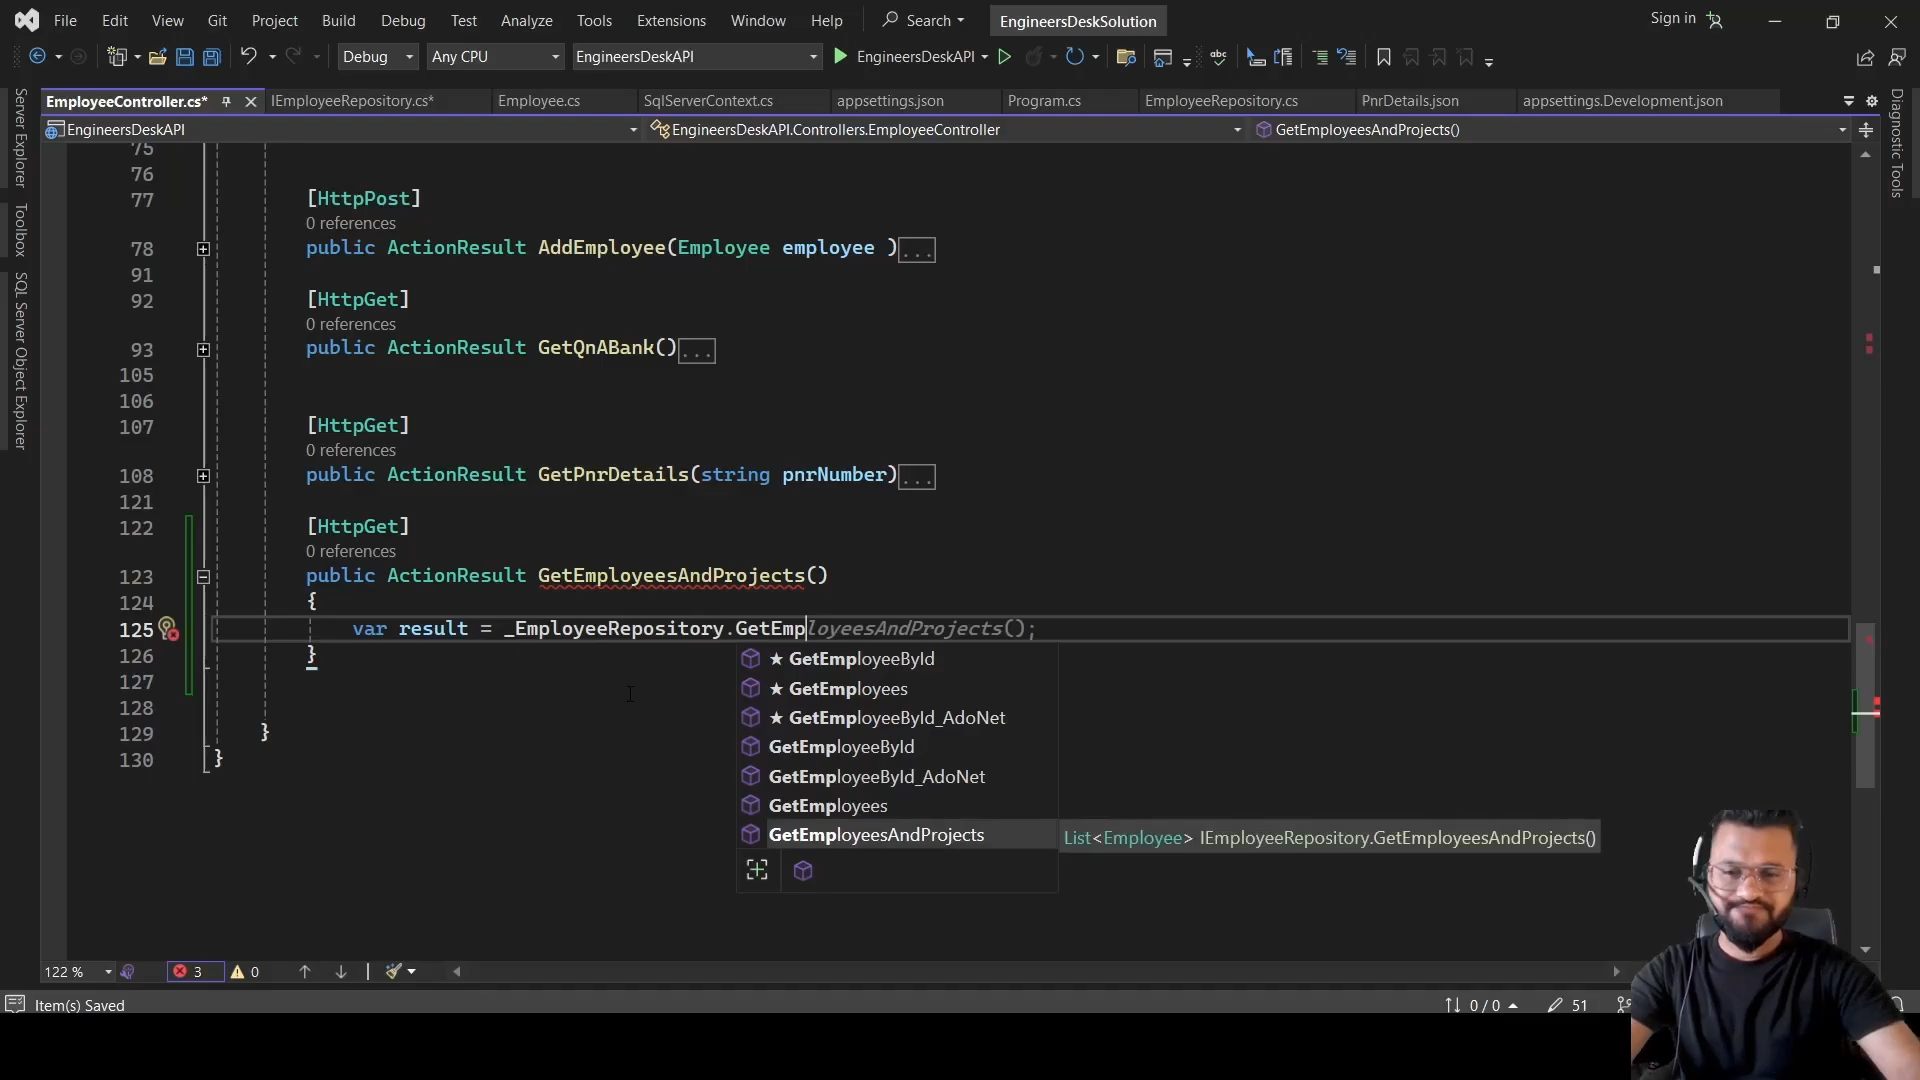 File Edit View Git Project Build Debug Test Analyze Tools Extensions Window Help Search EngineersDeskSolution Sign in
Debug Any CPU EngineersDeskAPI EngineersDeskAPI abc
EmployeeController.cs* IEmployeeRepository.cs* Employee.cs SqlServerContext.cs appsettings.json Program.cs EmployeeRepository.cs PnrDetails.json appsettings.Development.json
EngineersDeskAPI EngineersDeskAPI.Controllers.EmployeeController GetEmployeesAndProjects()
Server Explorer
Toolbox
SQL Server Object Explorer
Diagnostic Tools
75
76
77 [HttpPost]
0 references
78 public ActionResult AddEmployee(Employee employee )...
91
92 [HttpGet]
0 references
93 public ActionResult GetQnABank()...
105
106
107 [HttpGet]
0 references
108 public ActionResult GetPnrDetails(string pnrNumber)...
121
122 [HttpGet]
0 references
123 public ActionResult GetEmployeesAndProjects()
124 {
125 var result = _EmployeeRepository.GetEmployeesAndProjects();
126 }
127
128
129 }
130 }
★ GetEmployeeById
★ GetEmployees
★ GetEmployeeById_AdoNet
GetEmployeeById
GetEmployeeById_AdoNet
GetEmployees
GetEmployeesAndProjects List<Employee> IEmployeeRepository.GetEmployeesAndProjects()
122 % 3 0
Item(s) Saved 0 / 0 51